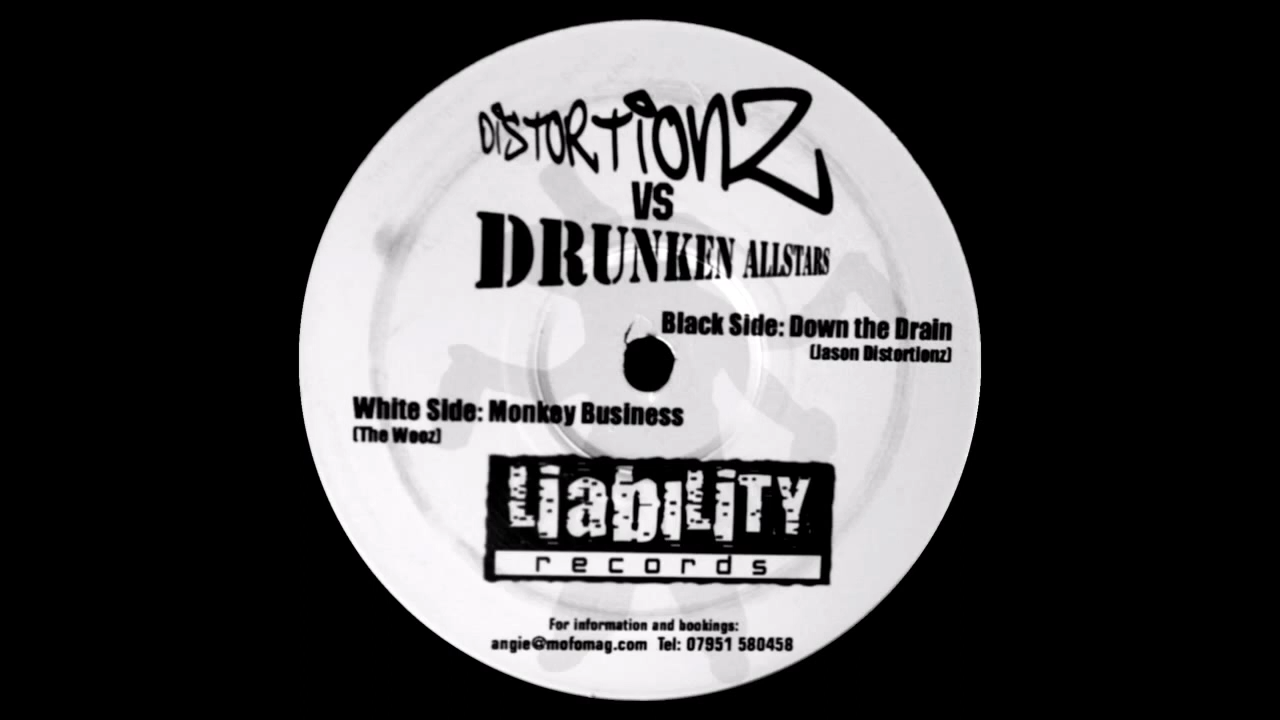 DiSTORTiONZ
VS
DRUNKEN ALLSTARS
Black Side: Down the Drain
(Jason Distortionz)
White Side: Monkey Business
(The Wooz)
LiabiLiTY
records
For information and bookings:
angie@mofomag.com Tel: 07951 580458